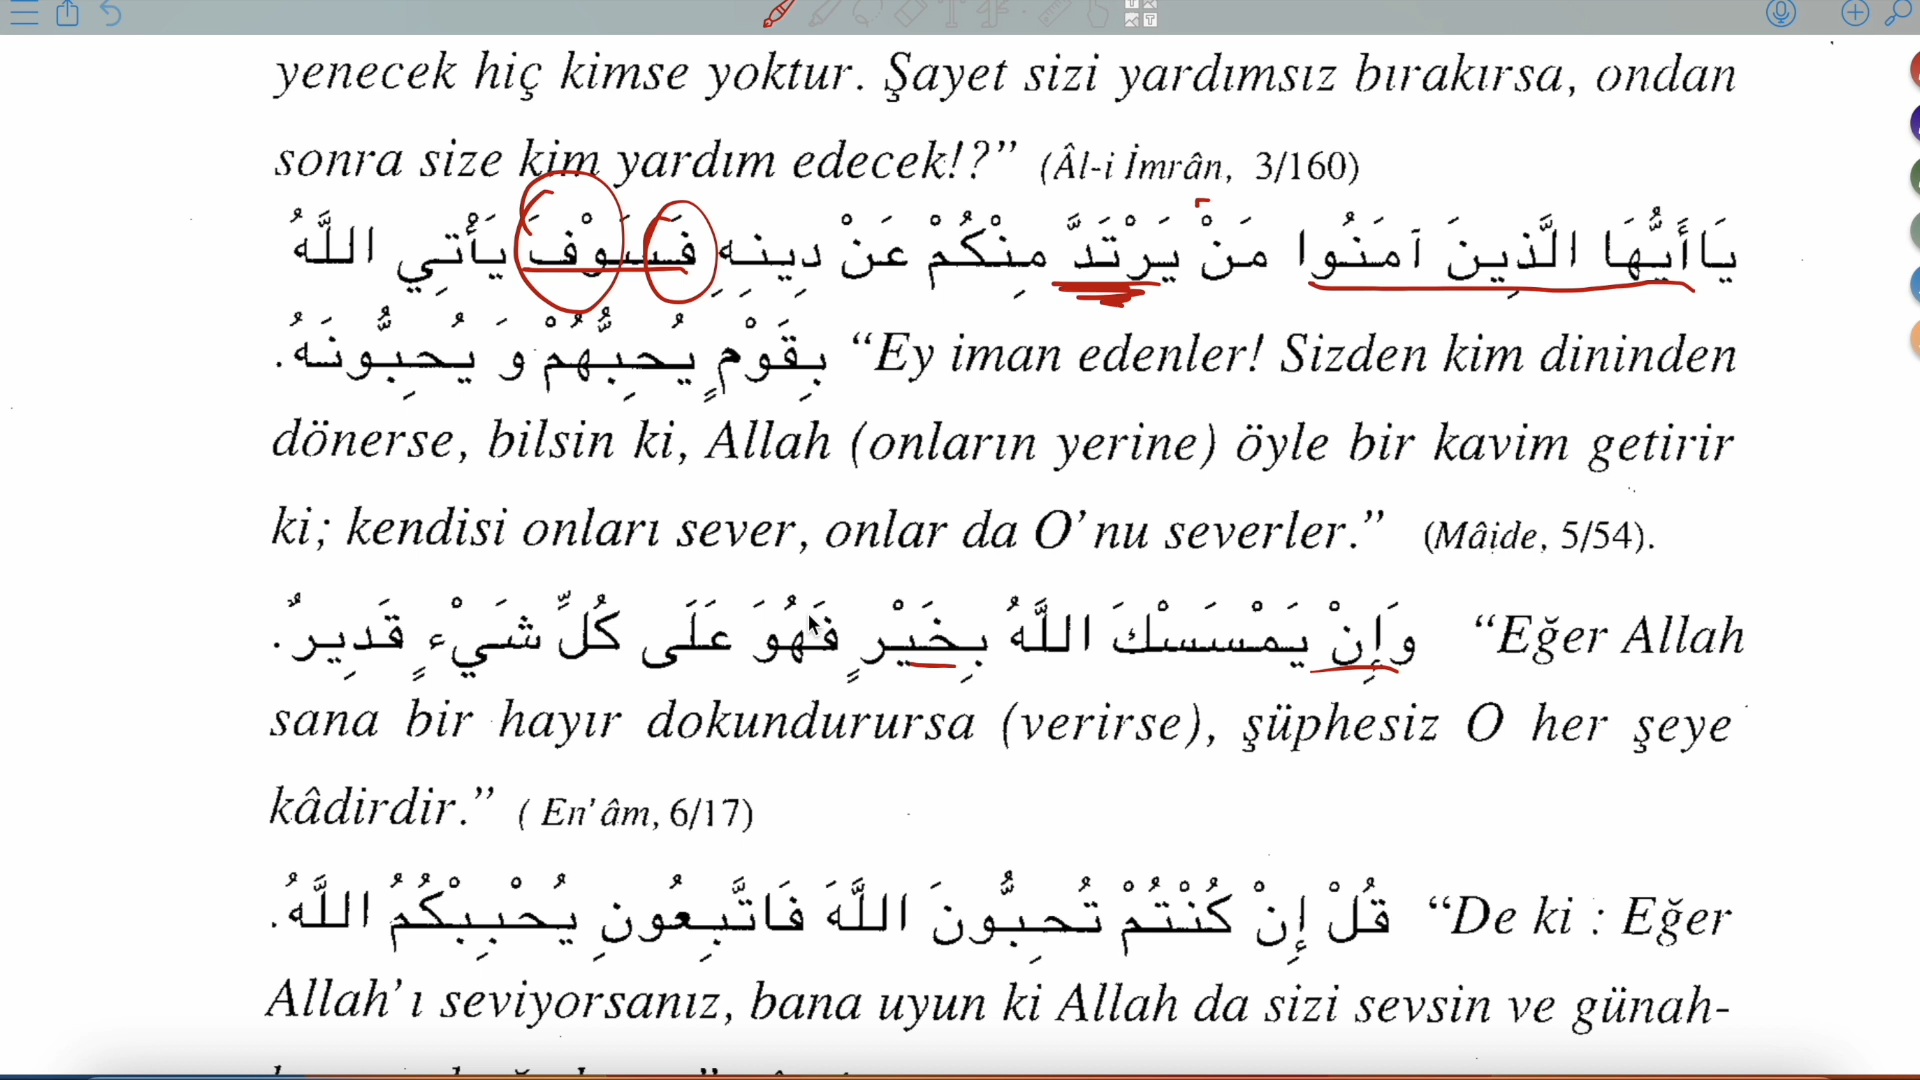 yenecek hiç kimse yoktur. Şayet sizi yardımsız bırakırsa, ondan
sonra size kim yardım edecek!?” (Âl-i İmrân, 3/160)
يَاأَيُّهَا الَّذِينَ آمَنُوا مَنْ يَرْتَدَّ مِنْكُمْ عَنْ دِينِهِ فَسَوْفَ يَأْتِي اللَّهُ
بِقَوْمٍ يُحِبُّهُمْ وَ يُحِبُّونَهُ. “Ey iman edenler! Sizden kim dininden
dönerse, bilsin ki, Allah (onların yerine) öyle bir kavim getirir
ki; kendisi onları sever, onlar da O’nu severler.” (Mâide, 5/54).
وَإِنْ يَمْسَسْكَ اللَّهُ بِخَيْرٍ فَهُوَ عَلَى كُلِّ شَيْءٍ قَدِيرٌ. “Eğer Allah
sana bir hayır dokundurursa (verirse), şüphesiz O her şeye
kâdirdir.” ( En’âm, 6/17)
قُلْ إِنْ كُنْتُمْ تُحِبُّونَ اللَّهَ فَاتَّبِعُونِ يُحْبِبْكُمُ اللَّهُ. “De ki : Eğer
Allah’ı seviyorsanız, bana uyun ki Allah da sizi sevsin ve günah-